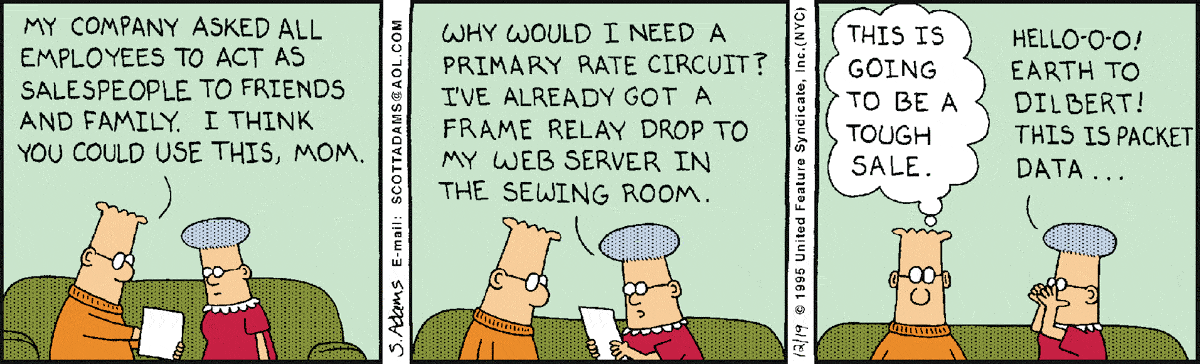 MY COMPANY ASKED ALL
EMPLOYEES TO ACT AS
SALESPEOPLE TO FRIENDS
AND FAMILY. I THINK
YOU COULD USE THIS, MOM.
S. Adams E-mail: SCOTTADAMS@AOL.COM
WHY WOULD I NEED A
PRIMARY RATE CIRCUIT?
I'VE ALREADY GOT A
FRAME RELAY DROP TO
MY WEB SERVER IN
THE SEWING ROOM.
12/19 © 1995 United Feature Syndicate, Inc.(NYC)
THIS IS
GOING
TO BE A
TOUGH
SALE.
HELLO-O-O!
EARTH TO
DILBERT!
THIS IS PACKET
DATA...